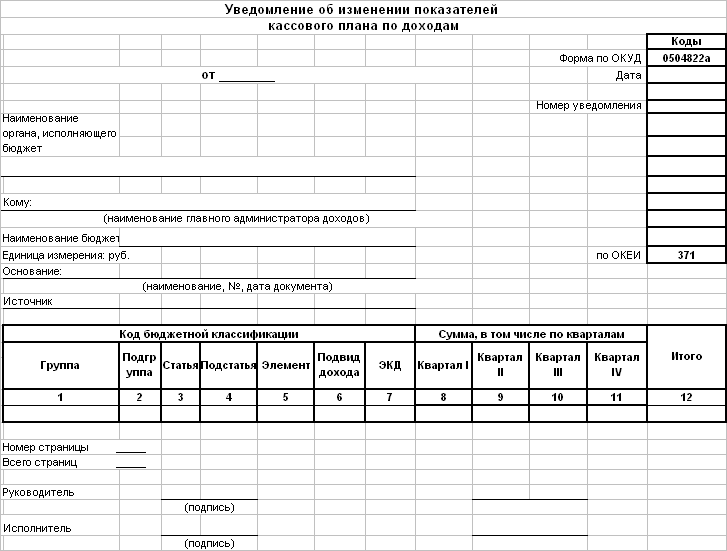 Уведомление об изменении показателей
кассового плана по доходам
Коды
Форма по ОКУД 0504822а
от Дата
Номер уведомления
Наименование
органа, исполняющего
бюджет
Кому:
(наименование главного администратора доходов)
Наименование бюджет
Единица измерения: руб. по ОКЕИ 371
Основание:
(наименование, №, дата документа)
Источник
Код бюджетной классификации Сумма, в том числе по кварталам Итого
Группа Подгр уппа Статья Подстатья Элемент Подвид дохода ЭКД Квартал I Квартал II Квартал III Квартал IV
1 2 3 4 5 6 7 8 9 10 11 12
Номер страницы
Всего страниц
Руководитель
(подпись)
Исполнитель
(подпись)